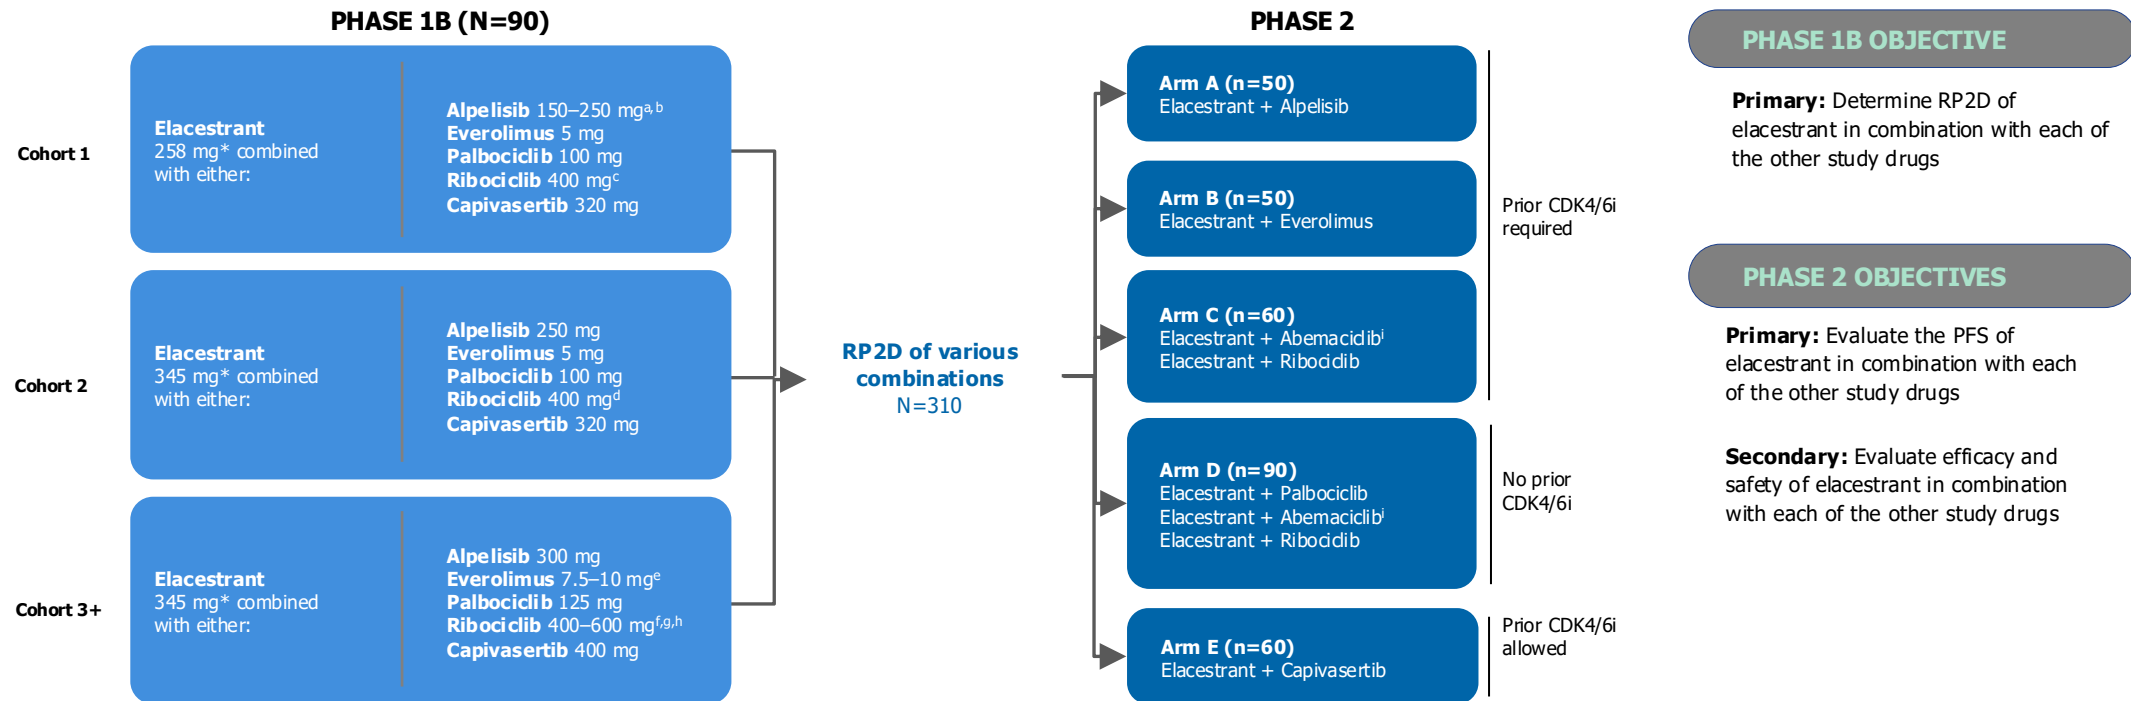 PHASE 1B (N=90)
Cohort 1
Elacestrant
258 mg* combined
with either:
Alpelisib 150–250 mgᵃ,ᵇ
Everolimus 5 mg
Palbociclib 100 mg
Ribociclib 400 mgᶜ
Capivasertib 320 mg
Cohort 2
Elacestrant
345 mg* combined
with either:
Alpelisib 250 mg
Everolimus 5 mg
Palbociclib 100 mg
Ribociclib 400 mgᵈ
Capivasertib 320 mg
Cohort 3+
Elacestrant
345 mg* combined
with either:
Alpelisib 300 mg
Everolimus 7.5–10 mgᵉ
Palbociclib 125 mg
Ribociclib 400–600 mgᶠ,ᵍ,ʰ
Capivasertib 400 mg
RP2D of various
combinations
N=310
PHASE 2
Arm A (n=50)
Elacestrant + Alpelisib
Arm B (n=50)
Elacestrant + Everolimus
Arm C (n=60)
Elacestrant + Abemaciclibⁱ
Elacestrant + Ribociclib
Prior CDK4/6i
required
Arm D (n=90)
Elacestrant + Palbociclib
Elacestrant + Abemaciclibʲ
Elacestrant + Ribociclib
No prior
CDK4/6i
Arm E (n=60)
Elacestrant + Capivasertib
Prior CDK4/6i
allowed
PHASE 1B OBJECTIVE
Primary: Determine RP2D of
elacestrant in combination with each of
the other study drugs
PHASE 2 OBJECTIVES
Primary: Evaluate the PFS of
elacestrant in combination with each
of the other study drugs
Secondary: Evaluate efficacy and
safety of elacestrant in combination
with each of the other study drugs